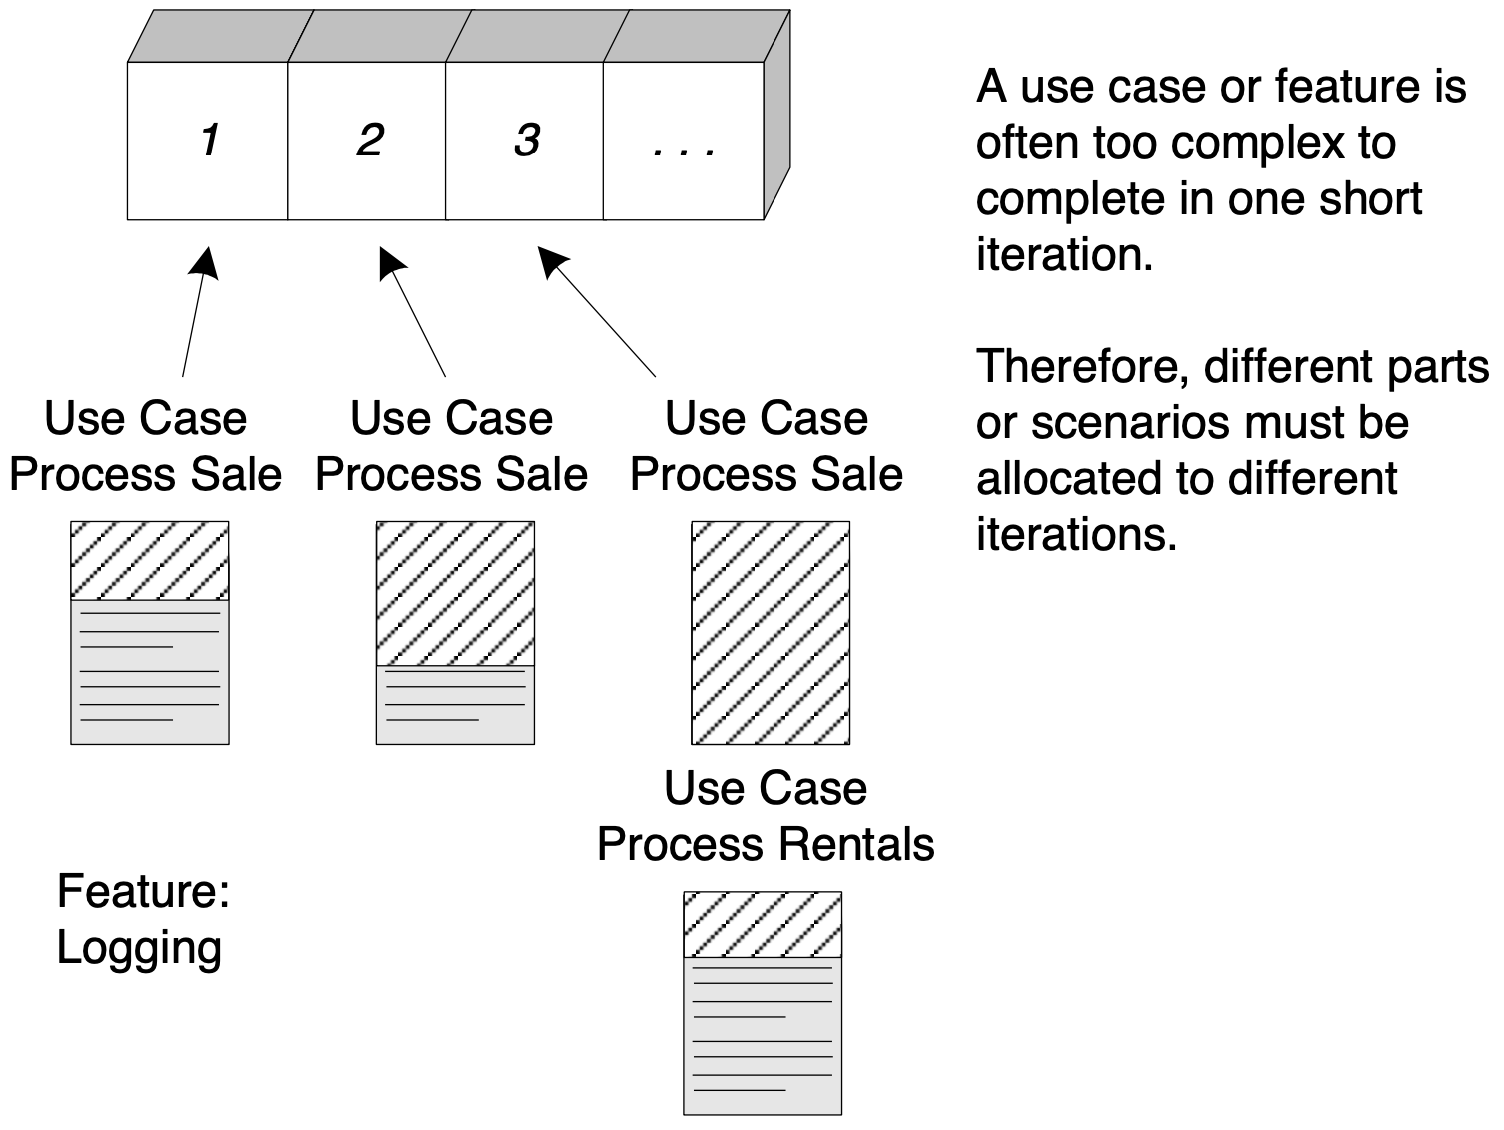 1
2
3
. . .
A use case or feature is
often too complex to
complete in one short
iteration.
Therefore, different parts
or scenarios must be
allocated to different
iterations.
Use Case
Process Sale
Use Case
Process Sale
Use Case
Process Sale
Use Case
Process Rentals
Feature:
Logging